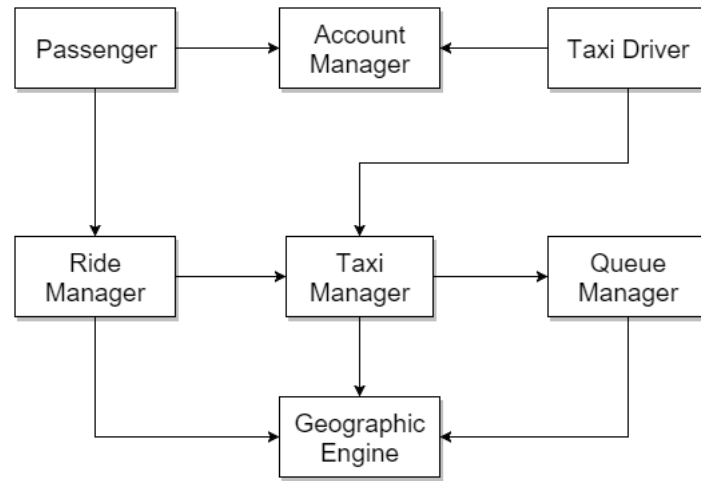 Passenger
Account
Manager
Taxi Driver
Ride
Manager
Taxi
Manager
Queue
Manager
Geographic
Engine